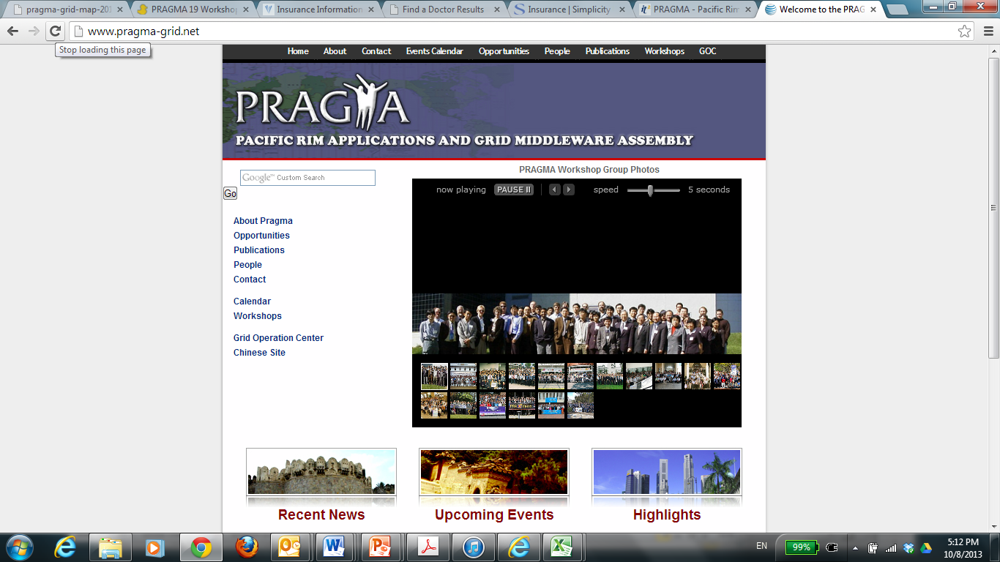 pragma-grid-map-201
PRAGMA 19 Workshop
Insurance Information
Find a Doctor Results
Insurance | Simplicity
PRAGMA - Pacific Rim
Welcome to the PRAG
www.pragma-grid.net
Stop loading this page
Home About Contact Events Calendar Opportunities People Publications Workshops GOC
PRAGMA
PACIFIC RIM APPLICATIONS AND GRID MIDDLEWARE ASSEMBLY
Google™ Custom Search
Go
About Pragma
Opportunities
Publications
People
Contact
Calendar
Workshops
Grid Operation Center
Chinese Site
PRAGMA Workshop Group Photos
now playing PAUSE II speed 5 seconds
Recent News
Upcoming Events
Highlights
EN
99%
5:12 PM
10/8/2013